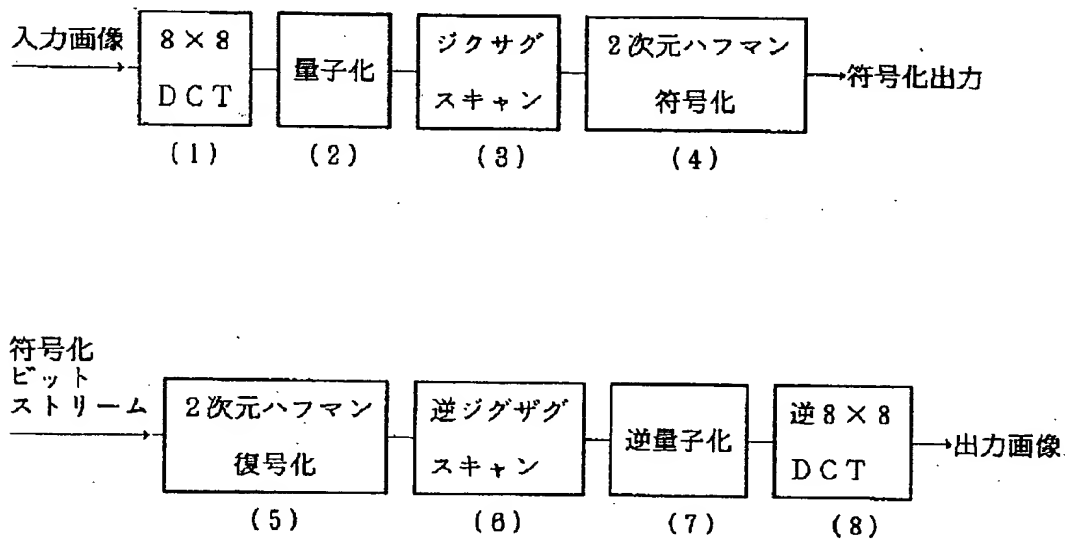 入力画像
8×8
DCT
(1)
量子化
(2)
ジクサグ
スキャン
(3)
2次元ハフマン
符号化
(4)
符号化出力
符号化
ビット
ストリーム
2次元ハフマン
復号化
(5)
逆ジグザグ
スキャン
(6)
逆量子化
(7)
逆8×8
DCT
(8)
出力画像